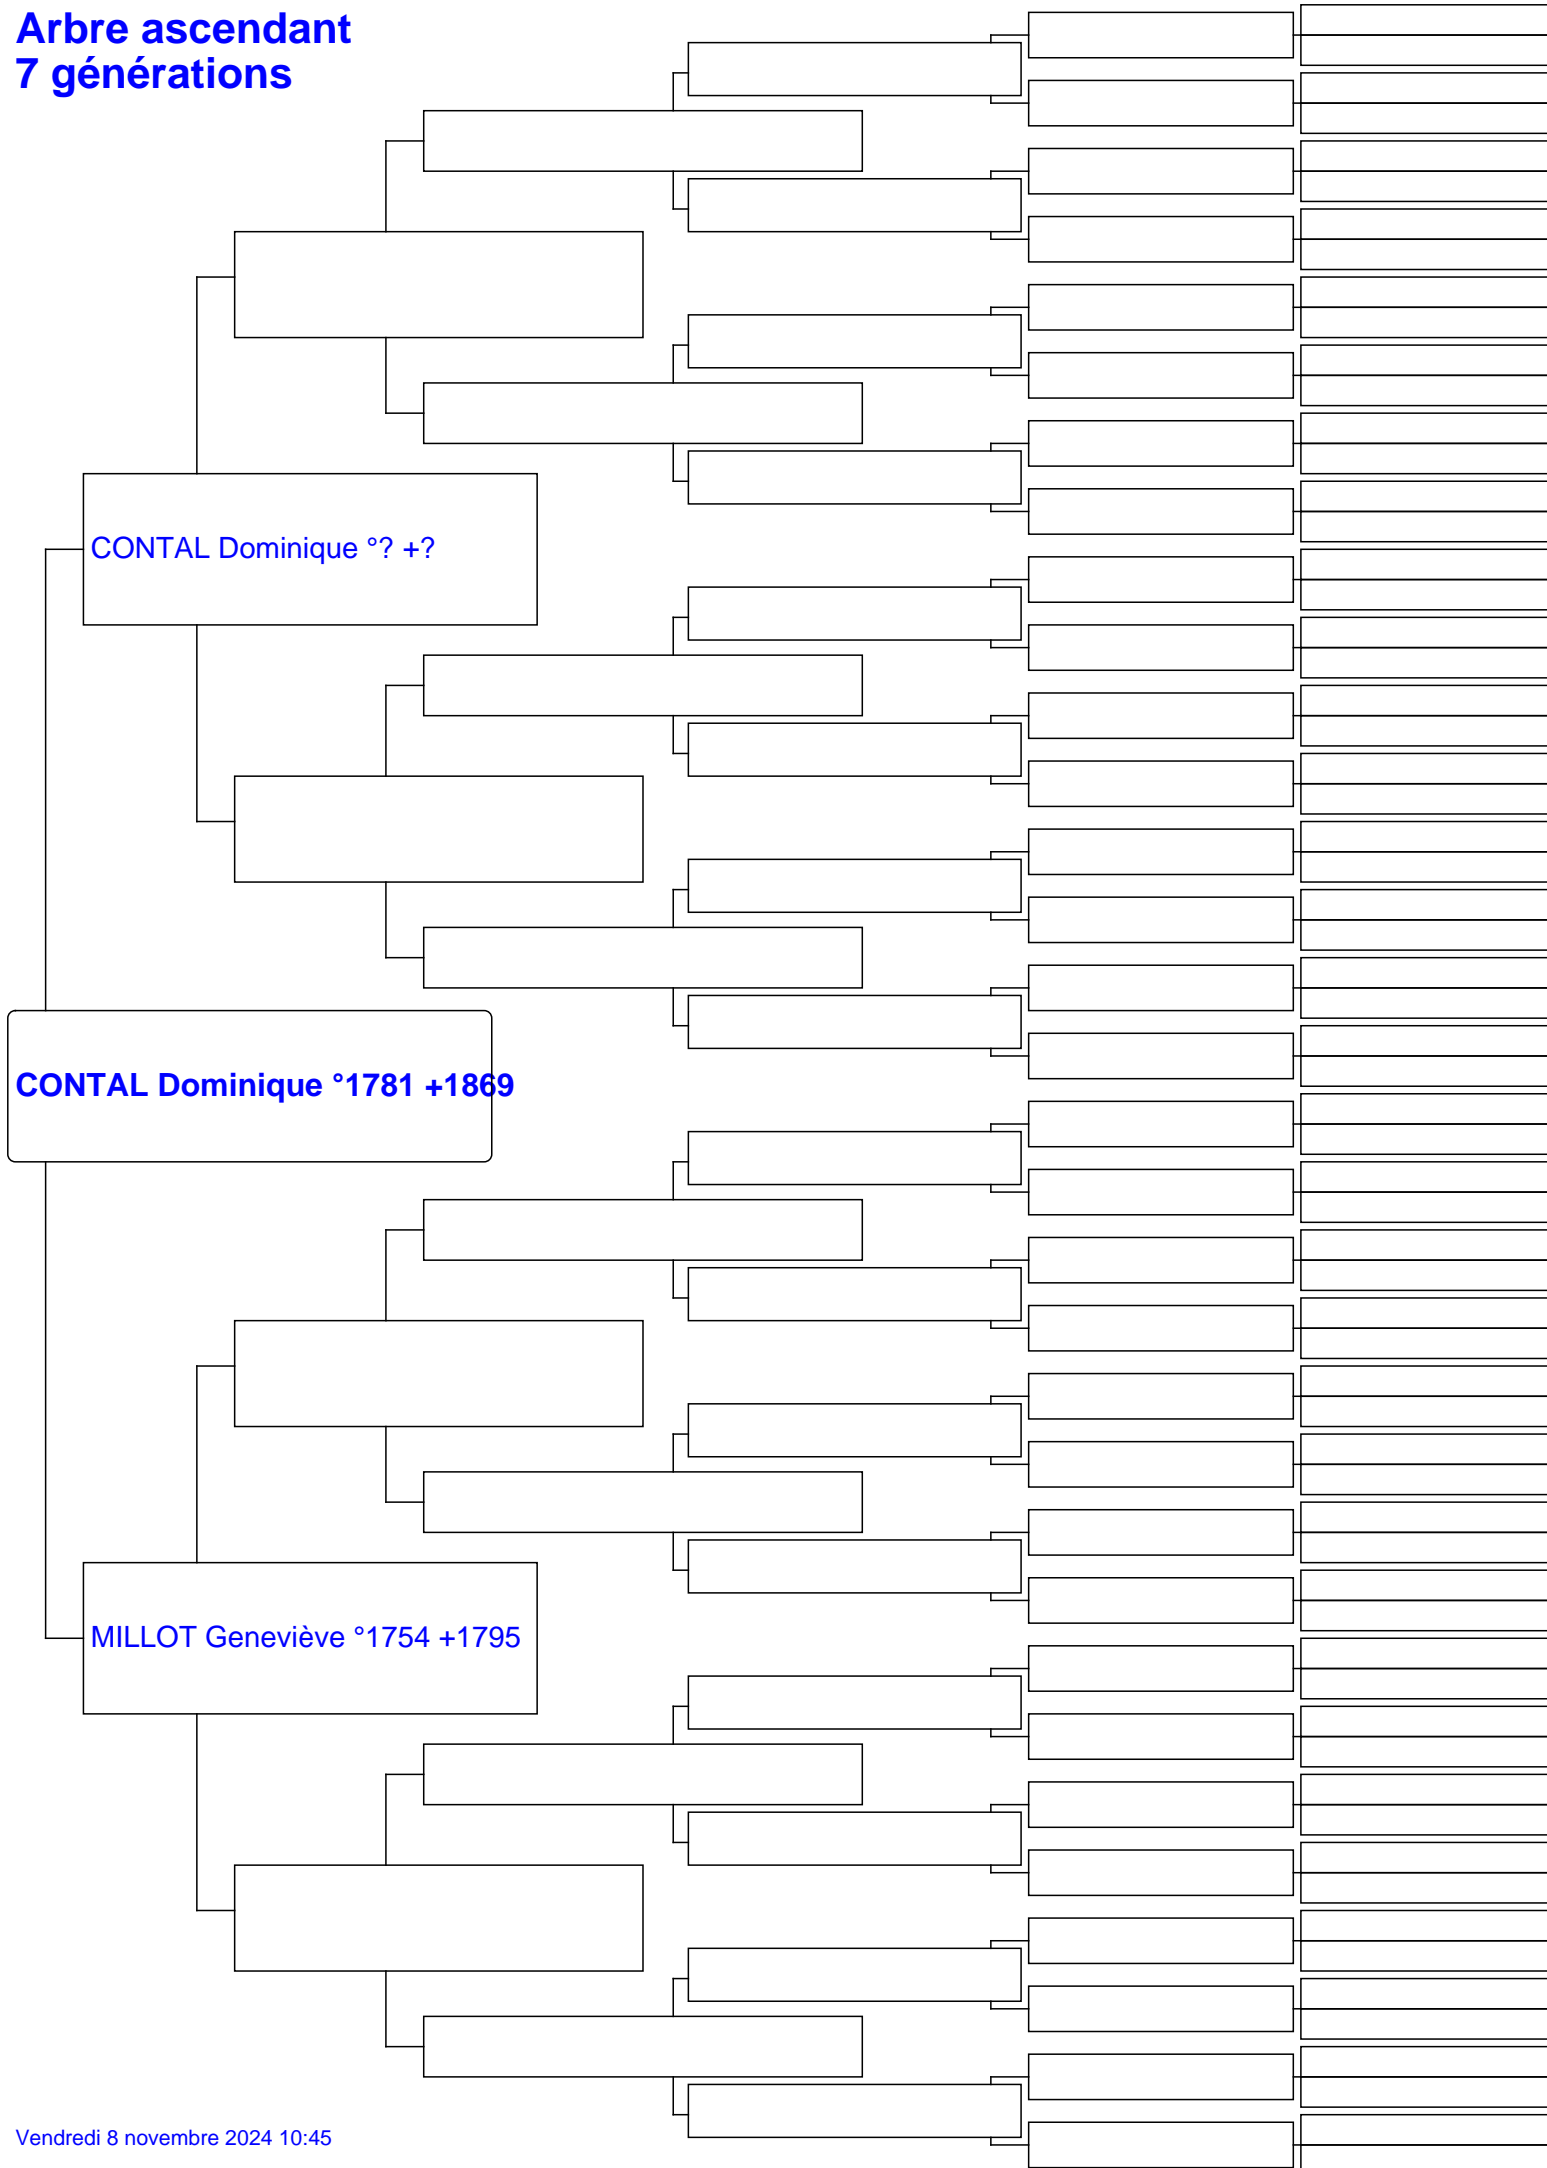 Arbre ascendant
7 générations
CONTAL Dominique °? +?
CONTAL Dominique °1781 +1869
MILLOT Geneviève °1754 +1795
Vendredi 8 novembre 2024 10:45